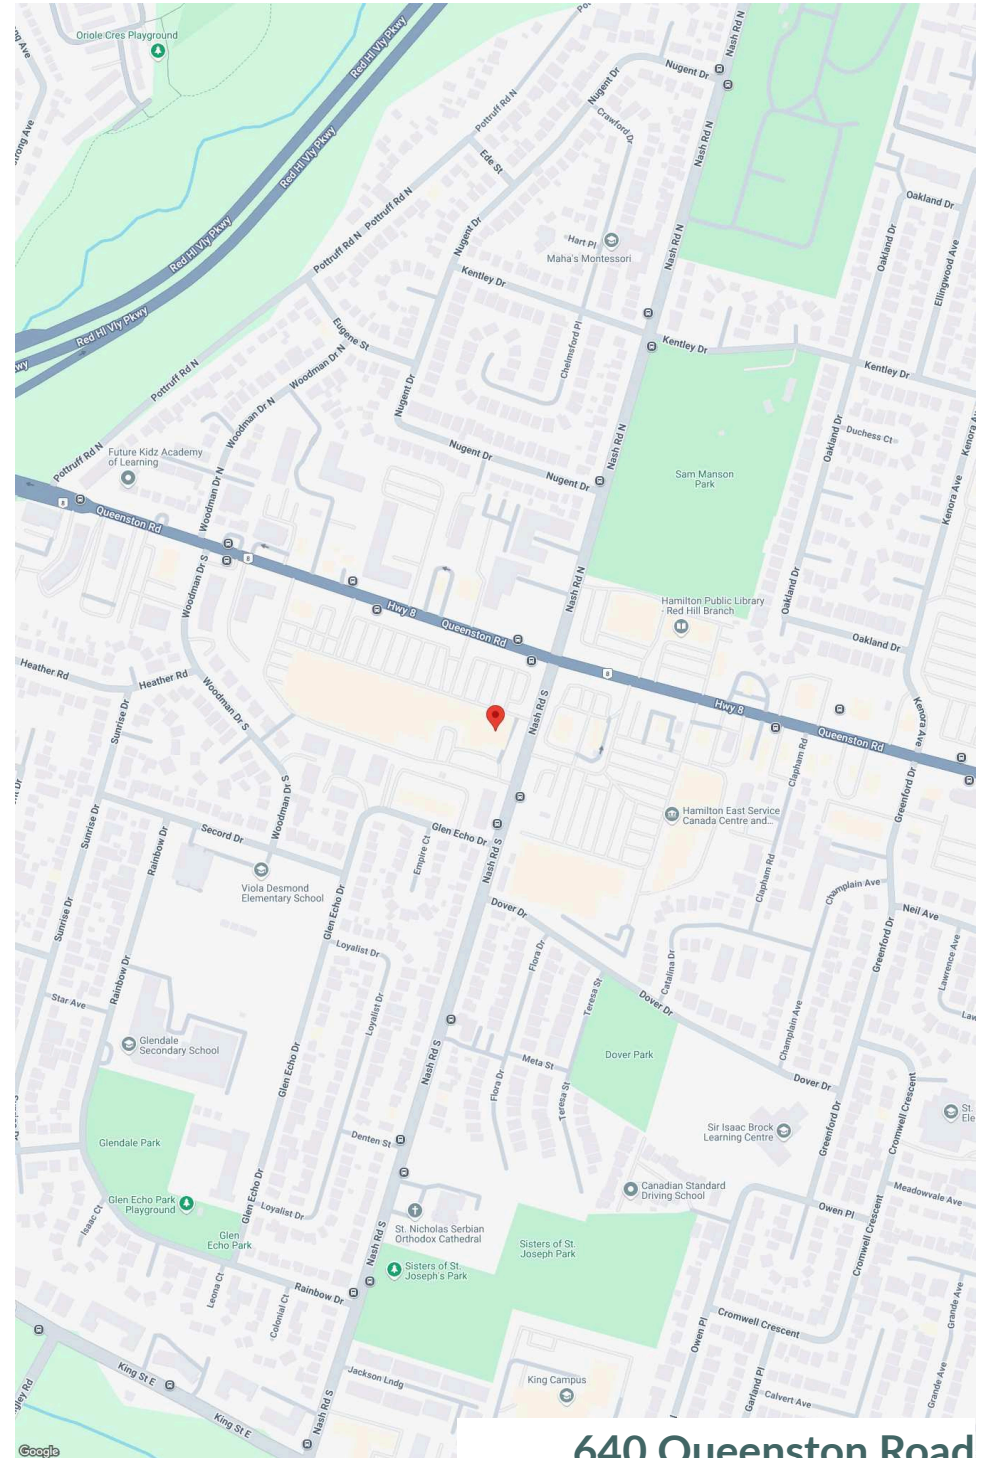 Oriole Cres Playground
Red Hl Vly Pkwy
Nash Rd N
Nugent Dr
Nugent Dr
Pottruff Rd N
Crawford Dr
Red Hl Vly Pkwy
Nash Rd N
Ede St
Oakland Dr
Pottruff Rd N
Nugent Dr
Hart Pl
Maha's Montessori
Nash Rd N
Oakland Dr
Ellingwood Ave
Red Hl Vly Pkwy
Pottruff Rd N
Kentley Dr
Red Hl Vly Pkwy
Eugene St
Chelmsford Pl
Kentley Dr
Kentley Dr
Woodman Dr N
Pottruff Rd N
Nugent Dr
Woodman Dr N
Oakland Dr
Duchess Ct
Nash Rd N
Nugent Dr
Pottruff Rd N
Future Kidz Academy
of Learning
Nugent Dr
Sam Manson
Park
Kenora Ave
Woodman Dr N
8
Queenston Rd
8
Woodman Dr S
Hwy 8
Queenston Rd
Nash Rd N
Oakland Dr
Hamilton Public Library
- Red Hill Branch
Oakland Dr
Heather Rd
Heather Rd
Woodman Dr S
8
Hwy 8
Queenston Rd
Kenora Ave
Sunrise Dr
Nash Rd S
Clapham Rd
Greenford Dr
Sunrise Dr
Woodman Dr S
Hamilton East Service
Canada Centre and...
Secord Dr
Rainbow Dr
Glen Echo Dr
Empire Ct
Nash Rd S
Clapham Rd
Viola Desmond
Elementary School
Champlain Ave
Dover Dr
Neil Ave
Sunrise Dr
Glen Echo Dr
Loyalist Dr
Flora Dr
Greenford Dr
Lawrence Ave
Rainbow Dr
Star Ave
Loyalist Dr
Teresa St
Catalina Dr
Dover Dr
Champlain Ave
Glendale
Secondary School
Glen Echo Dr
Nash Rd S
Meta St
Dover Park
Flora Dr
Teresa St
Dover Dr
Cromwell Crescent
Greenford Dr
Glendale Park
Denten St
Sir Isaac Brock
Learning Centre
St.
Ele
Glen Echo Park
Playground
Glen Echo Dr
Loyalist Dr
Canadian Standard
Driving School
Meadowvale Ave
Owen Pl
Isaac Ct
Glen
Echo Park
St. Nicholas Serbian
Orthodox Cathedral
Nash Rd S
Sisters of St.
Joseph Park
Cromwell Crescent
Sisters of St.
Joseph's Park
Leona Ct
Rainbow Dr
Colonial Ct
Cromwell Crescent
Owen Pl
Grande Ave
King St E
Jackson Lndg
King Campus
Garland Pl
Calvert Ave
Grande Ave
King St E
Nash Rd S
Google
640 Queenston Road